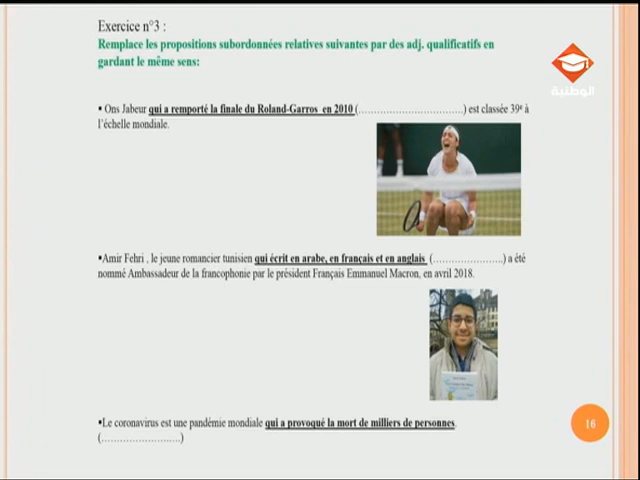 Exercice n°3 :
Remplace les propositions subordonnées relatives suivantes par des adj. qualificatifs en
gardant le même sens:
الوطنية
▪ Ons Jabeur qui a remporté la finale du Roland-Garros en 2010 (………………………….) est classée 39e à
l'échelle mondiale.
▪Amir Fehri , le jeune romancier tunisien qui écrit en arabe, en français et en anglais (………………….) a été
nommé Ambassadeur de la francophonie par le président Français Emmanuel Macron, en avril 2018.
▪Le coronavirus est une pandémie mondiale qui a provoqué la mort de milliers de personnes.
(…………………….)
16